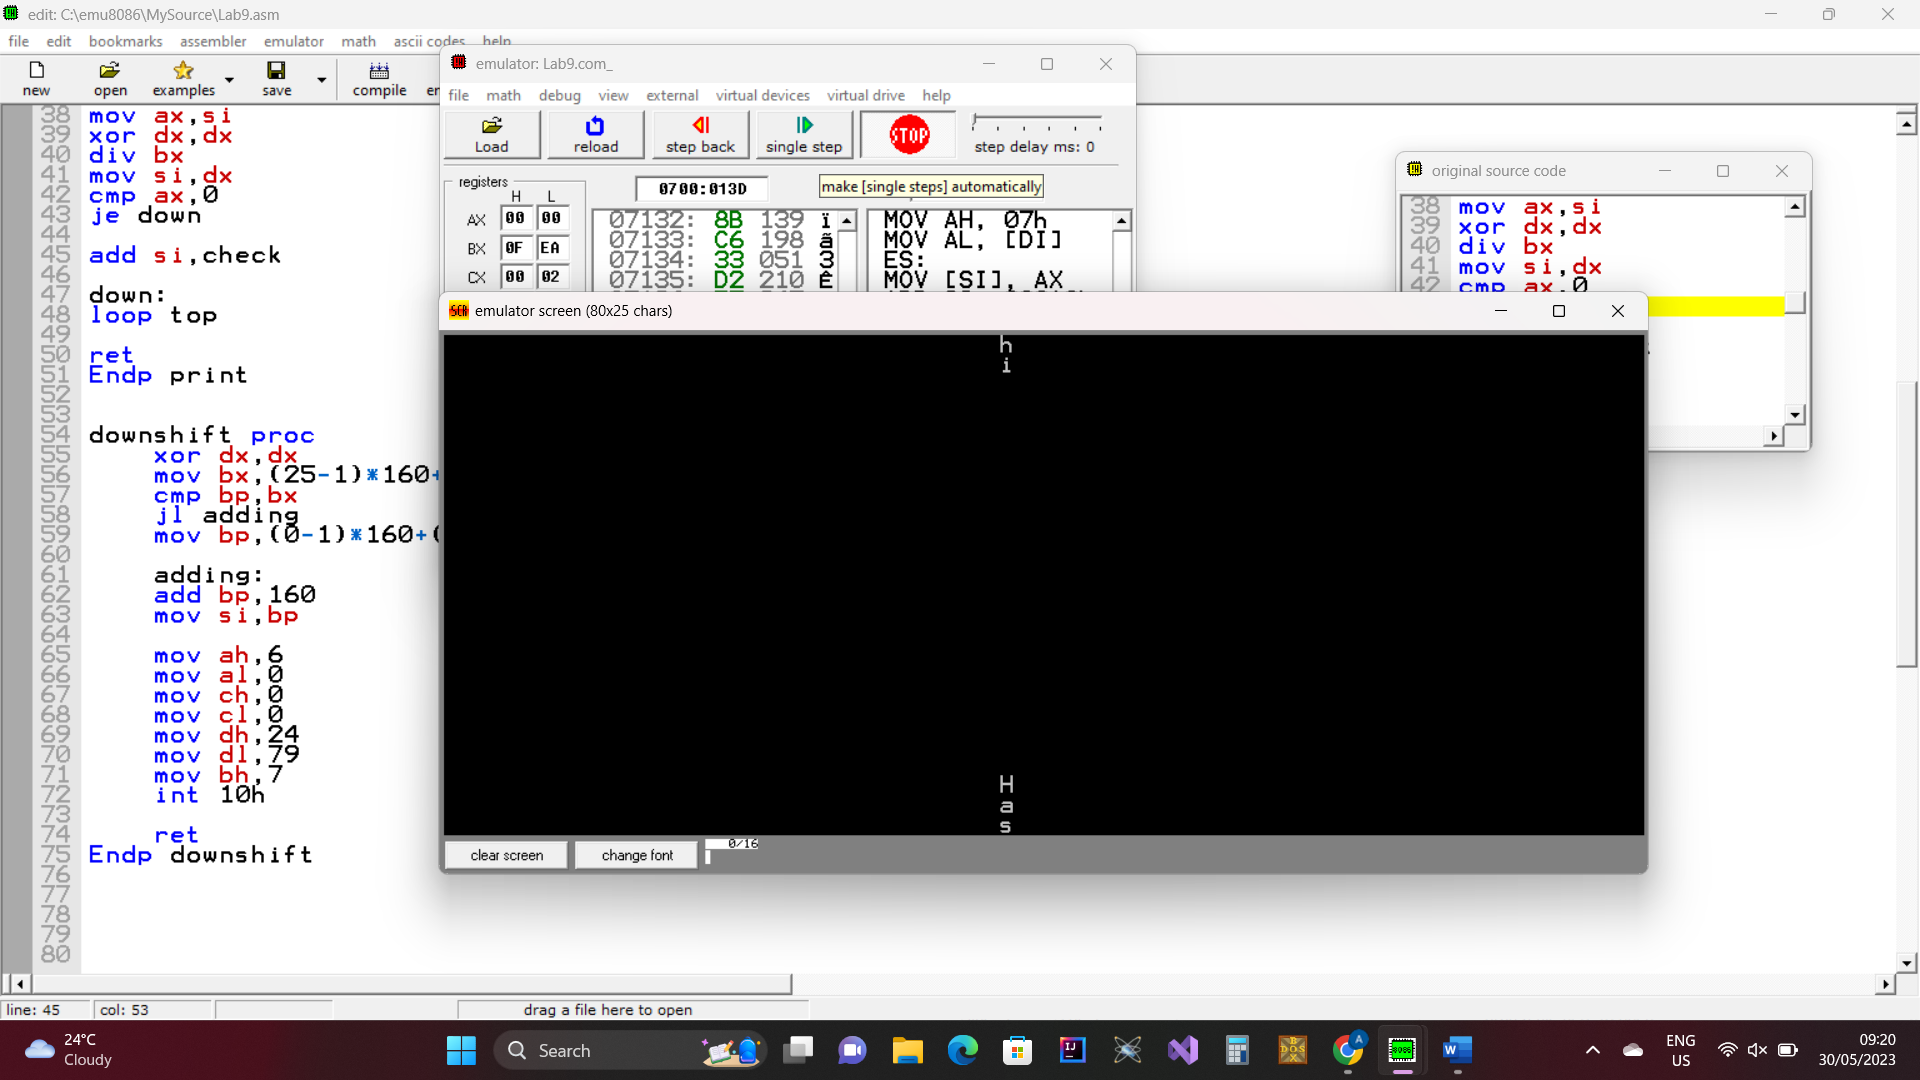 edit: C:\emu8086\MySource\Lab9.asm
file edit bookmarks assembler emulator math ascii codes help
new open examples save compile
38 mov ax,si
39 xor dx,dx
40 div bx
41 mov si,dx
42 cmp ax,0
43 je down
44
45 add si,check
46
47 down:
48 loop top
49
50 ret
51 Endp print
52
53
54 downshift proc
55 xor dx,dx
56 mov bx,(25-1)*160+
57 cmp bp,bx
58 jl adding
59 mov bp,(0-1)*160+(
60
61 adding:
62 add bp,160
63 mov si,bp
64
65 mov ah,6
66 mov al,0
67 mov ch,0
68 mov cl,0
69 mov dh,24
70 mov dl,79
71 mov bh,7
72 int 10h
73
74 ret
75 Endp downshift
76
77
78
79
80
line: 45 col: 53 drag a file here to open
emulator: Lab9.com_
file math debug view external virtual devices virtual drive help
Load reload step back single step STOP step delay ms: 0
make [single steps] automatically
registers H L
0700:013D
AX 00 00
BX 0F EA
CX 00 02
07132: 8B 139 ï
07133: C6 198 ã
07134: 33 051 3
07135: D2 210 Ê
MOV AH, 07h
MOV AL, [DI]
ES:
MOV [SI], AX
original source code
38 mov ax,si
39 xor dx,dx
40 div bx
41 mov si,dx
42 cmp ax,0
SCR emulator screen (80x25 chars)
h
i
H
a
s
clear screen change font 0/16
24°C
Cloudy
Search
ENG
US
09:20
30/05/2023